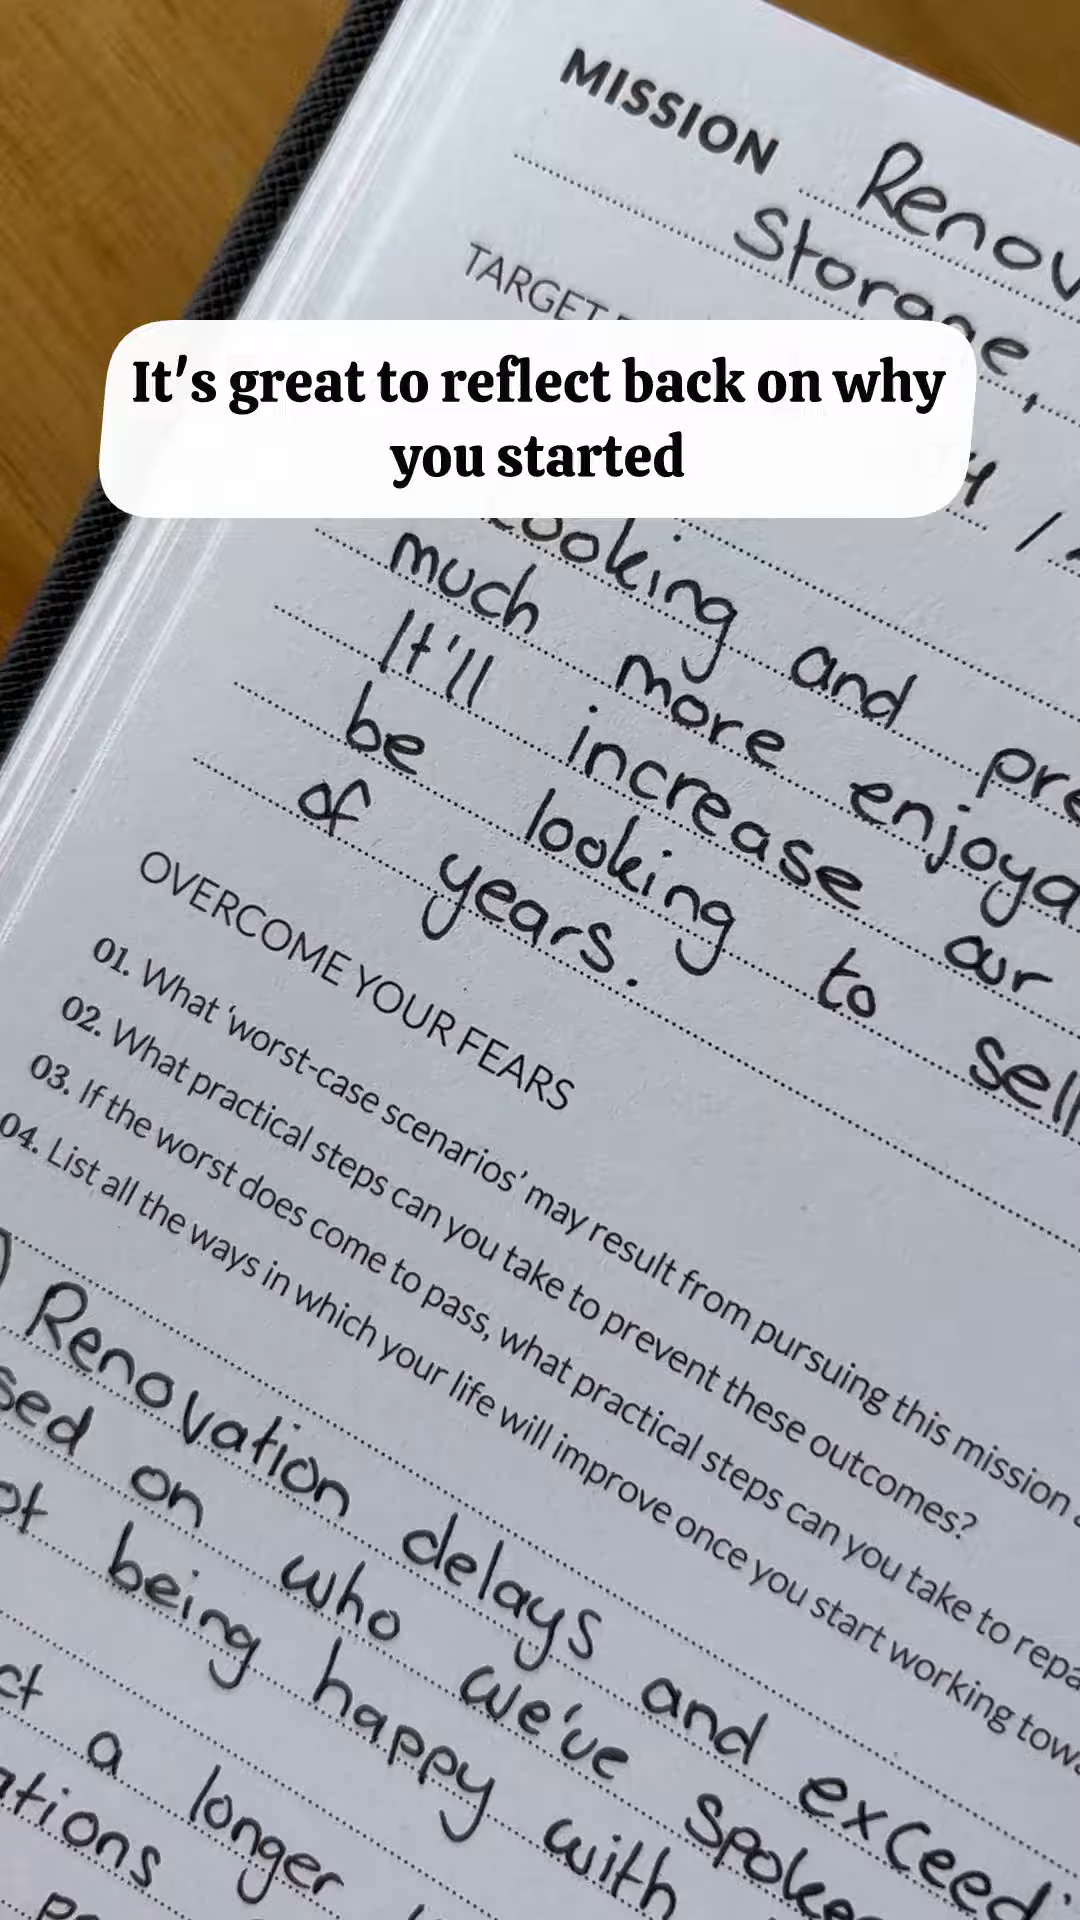 MISSION Renov
Storage,
TARGET
It's great to reflect back on why
you started
cooking and pre
much more enjoya
It'll increase our
be looking to sell
of years.
OVERCOME YOUR FEARS
01. What ‘worst-case scenarios’ may result from pursuing this mission
02. What practical steps can you take to prevent these outcomes?
03. If the worst does come to pass, what practical steps can you take to repa
04. List all the ways in which your life will improve once you start working towa
Renovation delays and exceedi
sed on who we've spoke
ot being happy with
ct a longer
ations